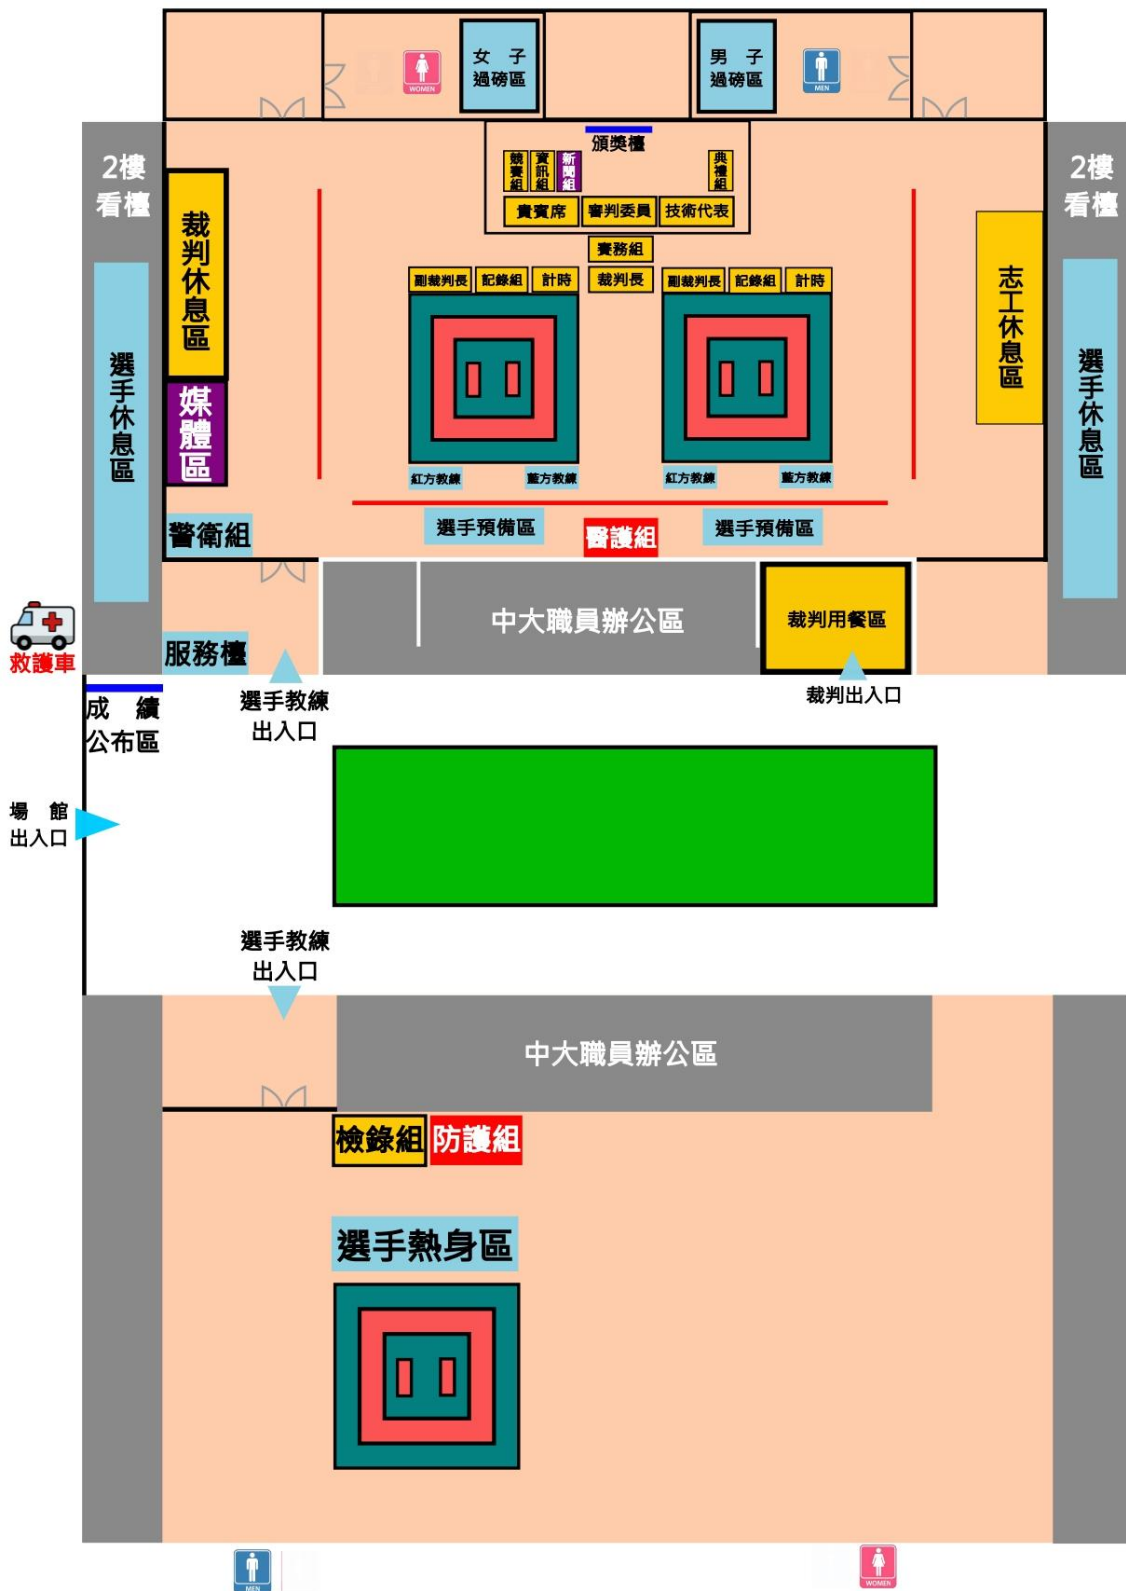 女　子
過磅區
男　子
過磅區
WOMEN
MEN
頒獎檯
2樓
看檯
2樓
看檯
競賽組
資訊組
新聞組
典禮組
貴賓席
審判委員
技術代表
賽務組
裁判休息區
志工休息區
副裁判長
記錄組
計時
裁判長
副裁判長
記錄組
計時
選手休息區
選手休息區
媒體區
紅方教練
藍方教練
紅方教練
藍方教練
警衛組
選手預備區
醫護組
選手預備區
中大職員辦公區
裁判用餐區
救護車
服務檯
成　績
公布區
選手教練
出入口
裁判出入口
場　館
出入口
選手教練
出入口
中大職員辦公區
檢錄組
防護組
選手熱身區
MEN
WOMEN